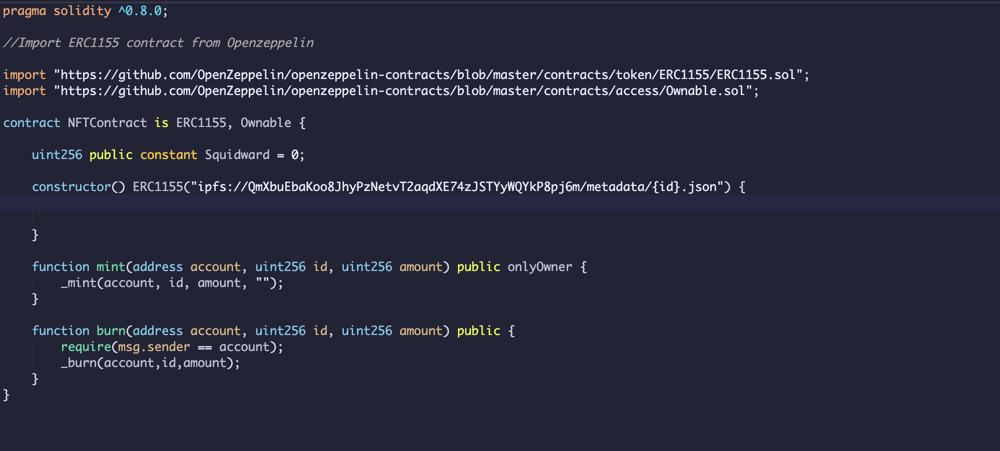 pragma solidity ^0.8.0;
//Import ERC1155 contract from Openzeppelin
import "https://github.com/OpenZeppelin/openzeppelin-contracts/blob/master/contracts/token/ERC1155/ERC1155.sol";
import "https://github.com/OpenZeppelin/openzeppelin-contracts/blob/master/contracts/access/Ownable.sol";
contract NFTContract is ERC1155, Ownable {
uint256 public constant Squidward = 0;
constructor() ERC1155("ipfs://QmXbuEbaKoo8JhyPzNetvT2aqdXE74zJSTYyWQYkP8pj6m/metadata/{id}.json") {
}
function mint(address account, uint256 id, uint256 amount) public onlyOwner {
_mint(account, id, amount, "");
}
function burn(address account, uint256 id, uint256 amount) public {
require(msg.sender == account);
_burn(account,id,amount);
}
}